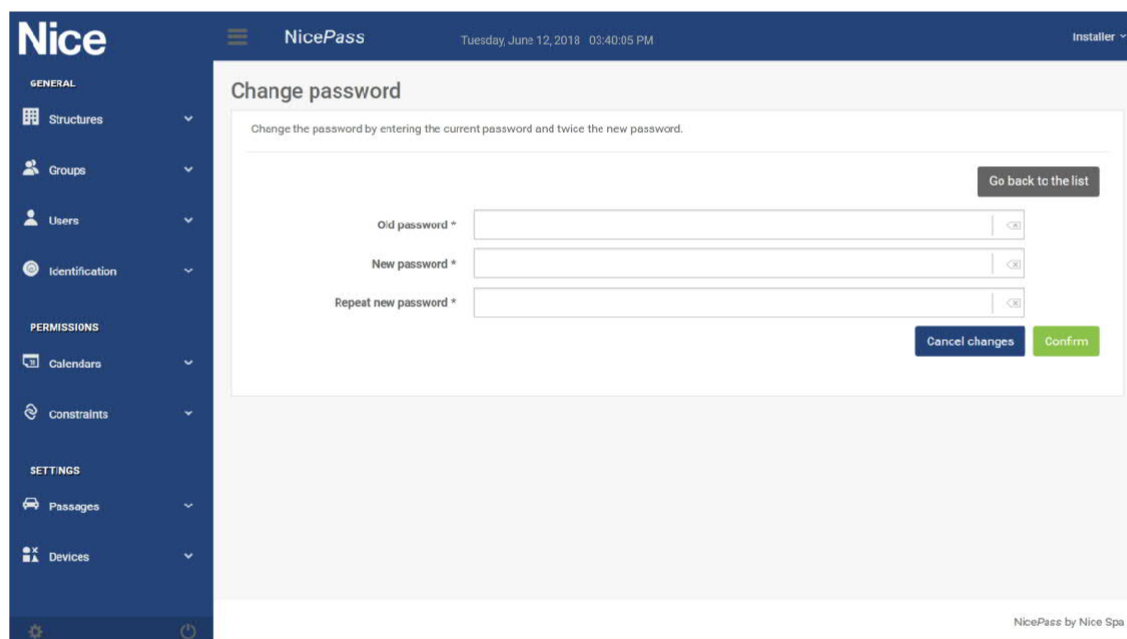 Nice
NicePass
Tuesday, June 12, 2018 03:40:05 PM
Installer
GENERAL
Structures
Groups
Users
Identification
PERMISSIONS
Calendars
Constraints
SETTINGS
Passages
Devices
Change password
Change the password by entering the current password and twice the new password.
Go back to the list
Old password *
New password *
Repeat new password *
Cancel changes
Confirm
NicePass by Nice Spa